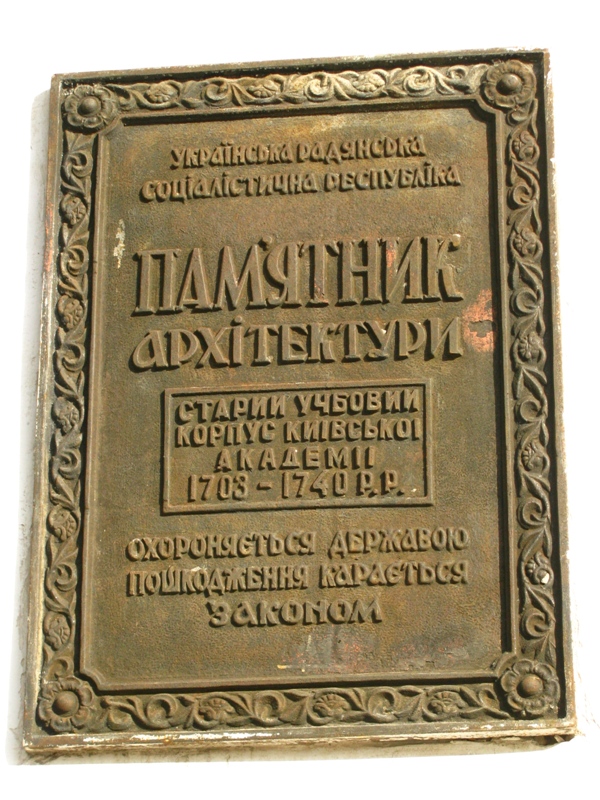 УКРАЇНСЬКА РАДЯНСЬКА
СОЦІАЛІСТИЧНА РЕСПУБЛІКА
ПАМ'ЯТНИК
АРХІТЕКТУРИ
СТАРИЙ УЧБОВИЙ
КОРПУС КИЇВСЬКОЇ
АКАДЕМІЇ
1703 - 1740 Р.Р.
ОХОРОНЯЄТЬСЯ ДЕРЖАВОЮ
ПОШКОДЖЕННЯ КАРАЄТЬСЯ
ЗАКОНОМ